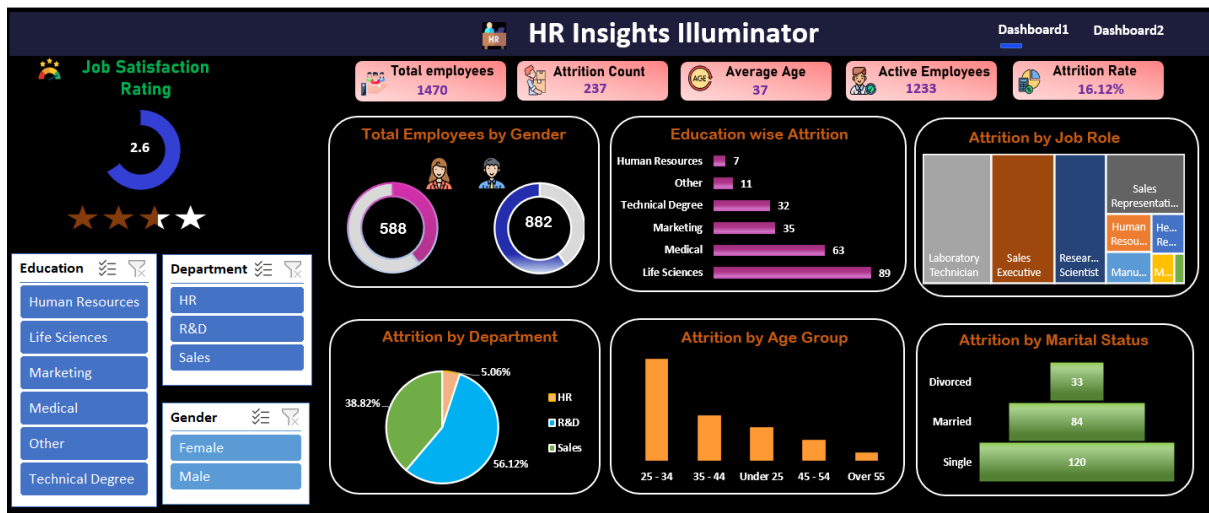 HR
HR Insights Illuminator
Dashboard1
Dashboard2
Job Satisfaction
Rating
2.6
Total employees
1470
Attrition Count
237
AGE
Average Age
37
Active Employees
1233
Attrition Rate
16.12%
Total Employees by Gender
588
882
Education wise Attrition
Human Resources 7
Other 11
Technical Degree 32
Marketing 35
Medical 63
Life Sciences 89
Attrition by Job Role
Laboratory
Technician
Sales
Executive
Resear...
Scientist
Sales
Representati...
Human
Resou...
He...
Re...
Manu...
M...
Education
Human Resources
Life Sciences
Marketing
Medical
Other
Technical Degree
Department
HR
R&D
Sales
Gender
Female
Male
Attrition by Department
5.06%
38.82%
56.12%
HR
R&D
Sales
Attrition by Age Group
25 - 34 35 - 44 Under 25 45 - 54 Over 55
Attrition by Marital Status
Divorced 33
Married 84
Single 120